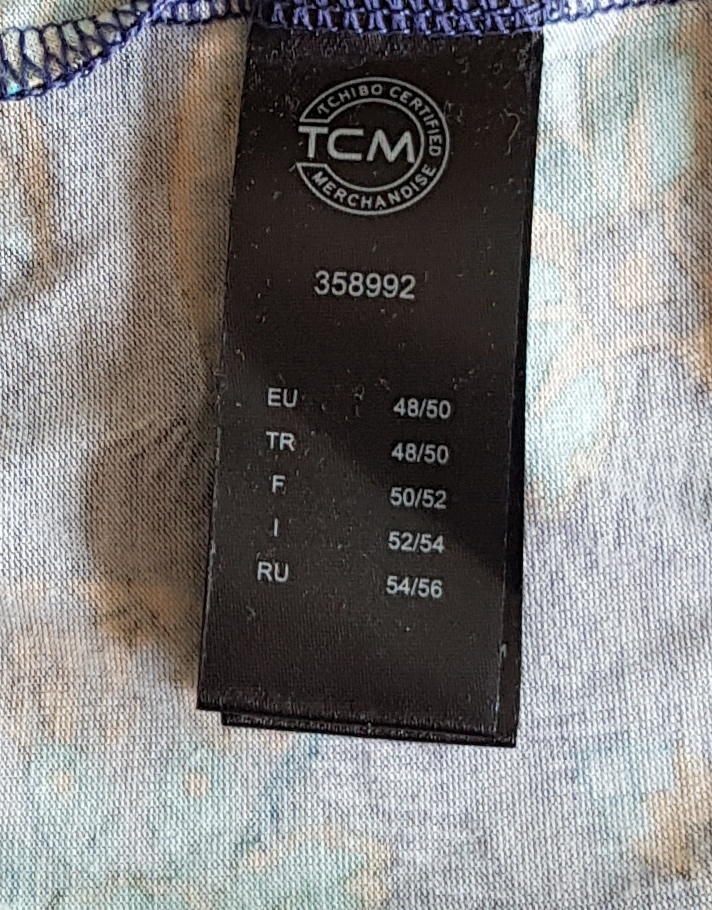 TCHIBO CERTIFIED
TCM
MERCHANDISE
358992
EU 48/50
TR 48/50
F 50/52
I 52/54
RU 54/56